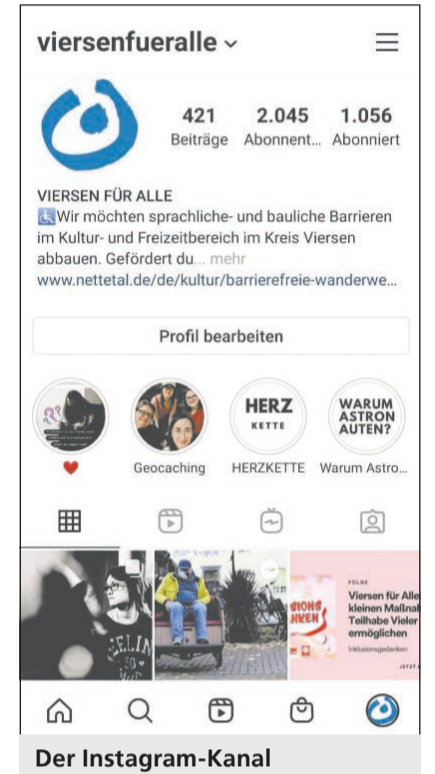 viersenfueralle
421 2.045 1.056
Beiträge Abonnent... Abonniert
VIERSEN FÜR ALLE
♿Wir möchten sprachliche- und bauliche Barrieren
im Kultur- und Freizeitbereich im Kreis Viersen
abbauen. Gefördert du... mehr
www.nettetal.de/de/kultur/barrierefreie-wanderwe...
Profil bearbeiten
HERZ
KETTE
WARUM
ASTRON
AUTEN?
❤️ Geocaching HERZKETTE Warum Astro...
FOLGE
Viersen für Alle
kleinen Maßnal
Teilhabe Vieler
ermöglichen
Inklusionsgedanken
Der Instagram-Kanal